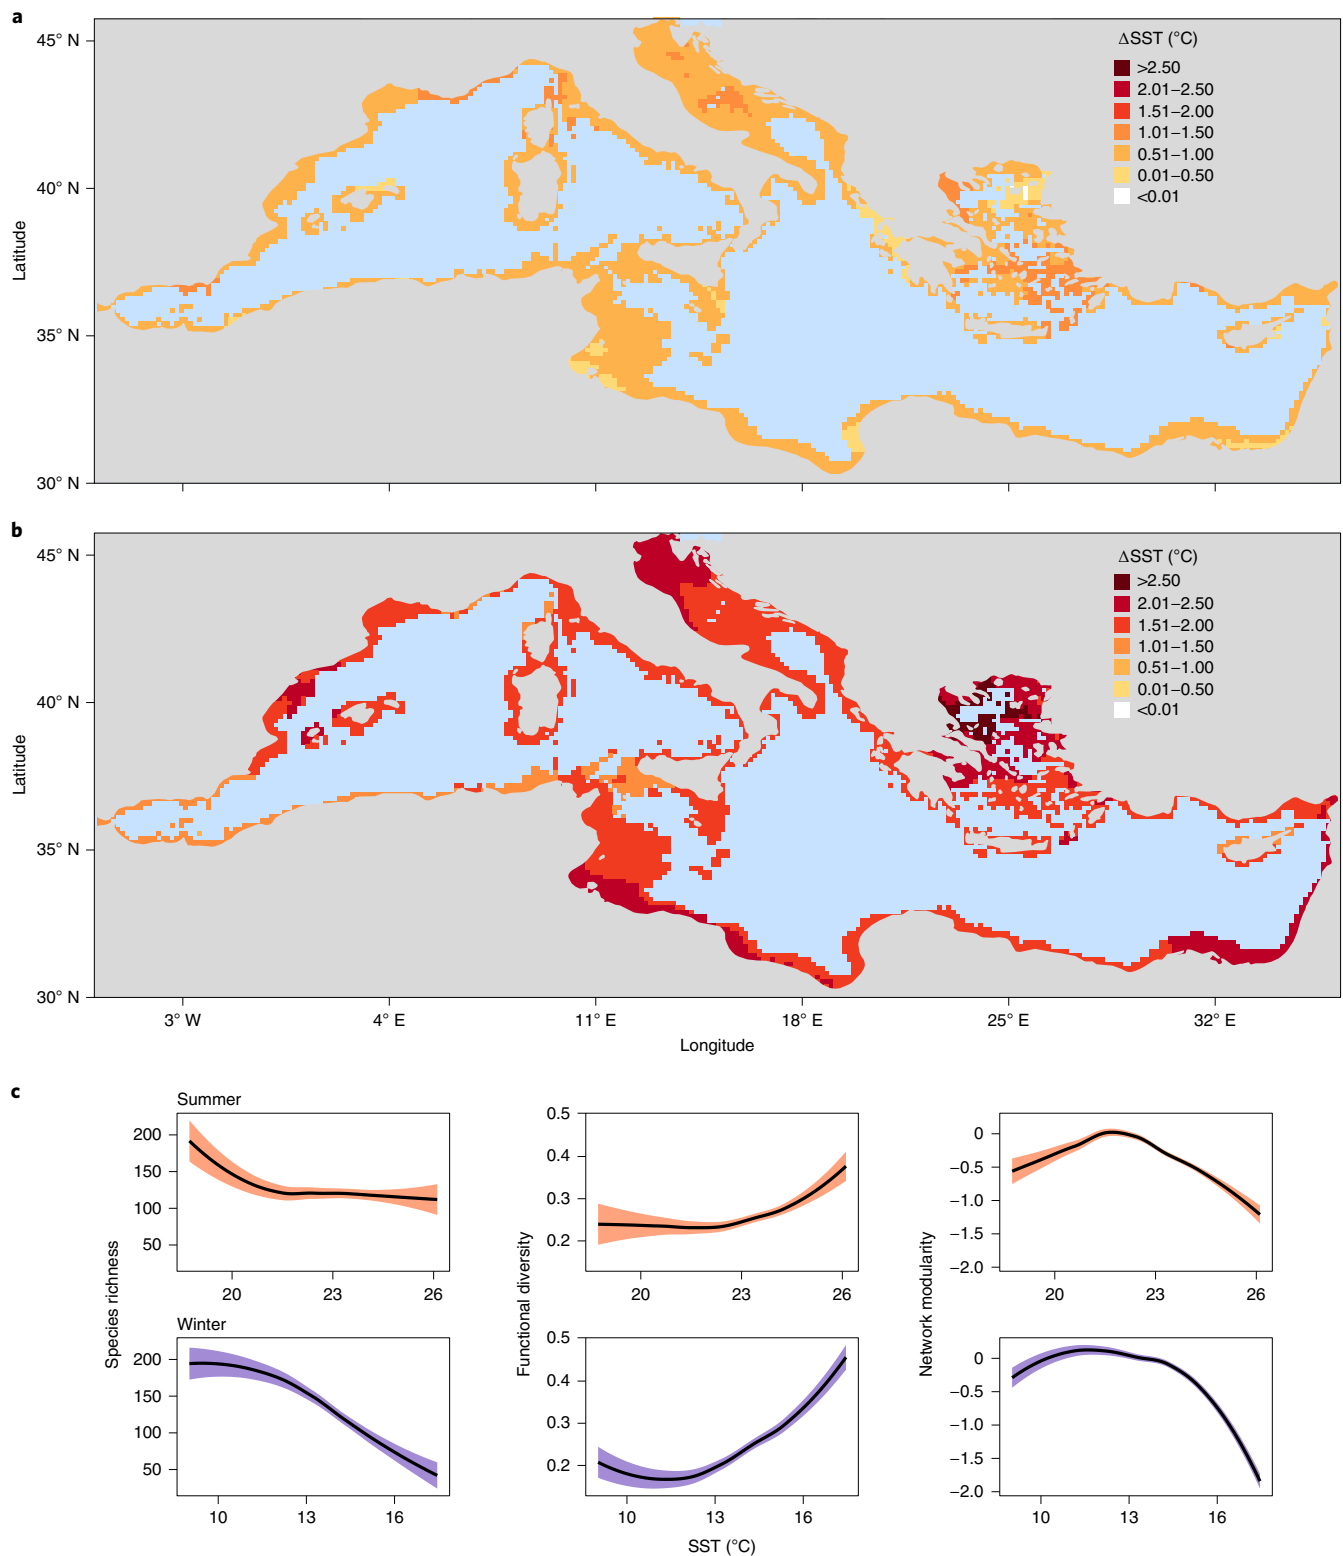 a
45° N
40° N
35° N
30° N
Latitude
ΔSST (°C)
>2.50
2.01–2.50
1.51–2.00
1.01–1.50
0.51–1.00
0.01–0.50
<0.01
b
45° N
40° N
35° N
30° N
Latitude
ΔSST (°C)
>2.50
2.01–2.50
1.51–2.00
1.01–1.50
0.51–1.00
0.01–0.50
<0.01
3° W 4° E 11° E 18° E 25° E 32° E
Longitude
c
Summer
200
150
100
50
20 23 26
0.5
0.4
0.3
0.2
20 23 26
0
−0.5
−1.0
−1.5
−2.0
20 23 26
Species richness
Functional diversity
Network modularity
Winter
200
150
100
50
10 13 16
0.5
0.4
0.3
0.2
10 13 16
0
−0.5
−1.0
−1.5
−2.0
10 13 16
SST (°C)